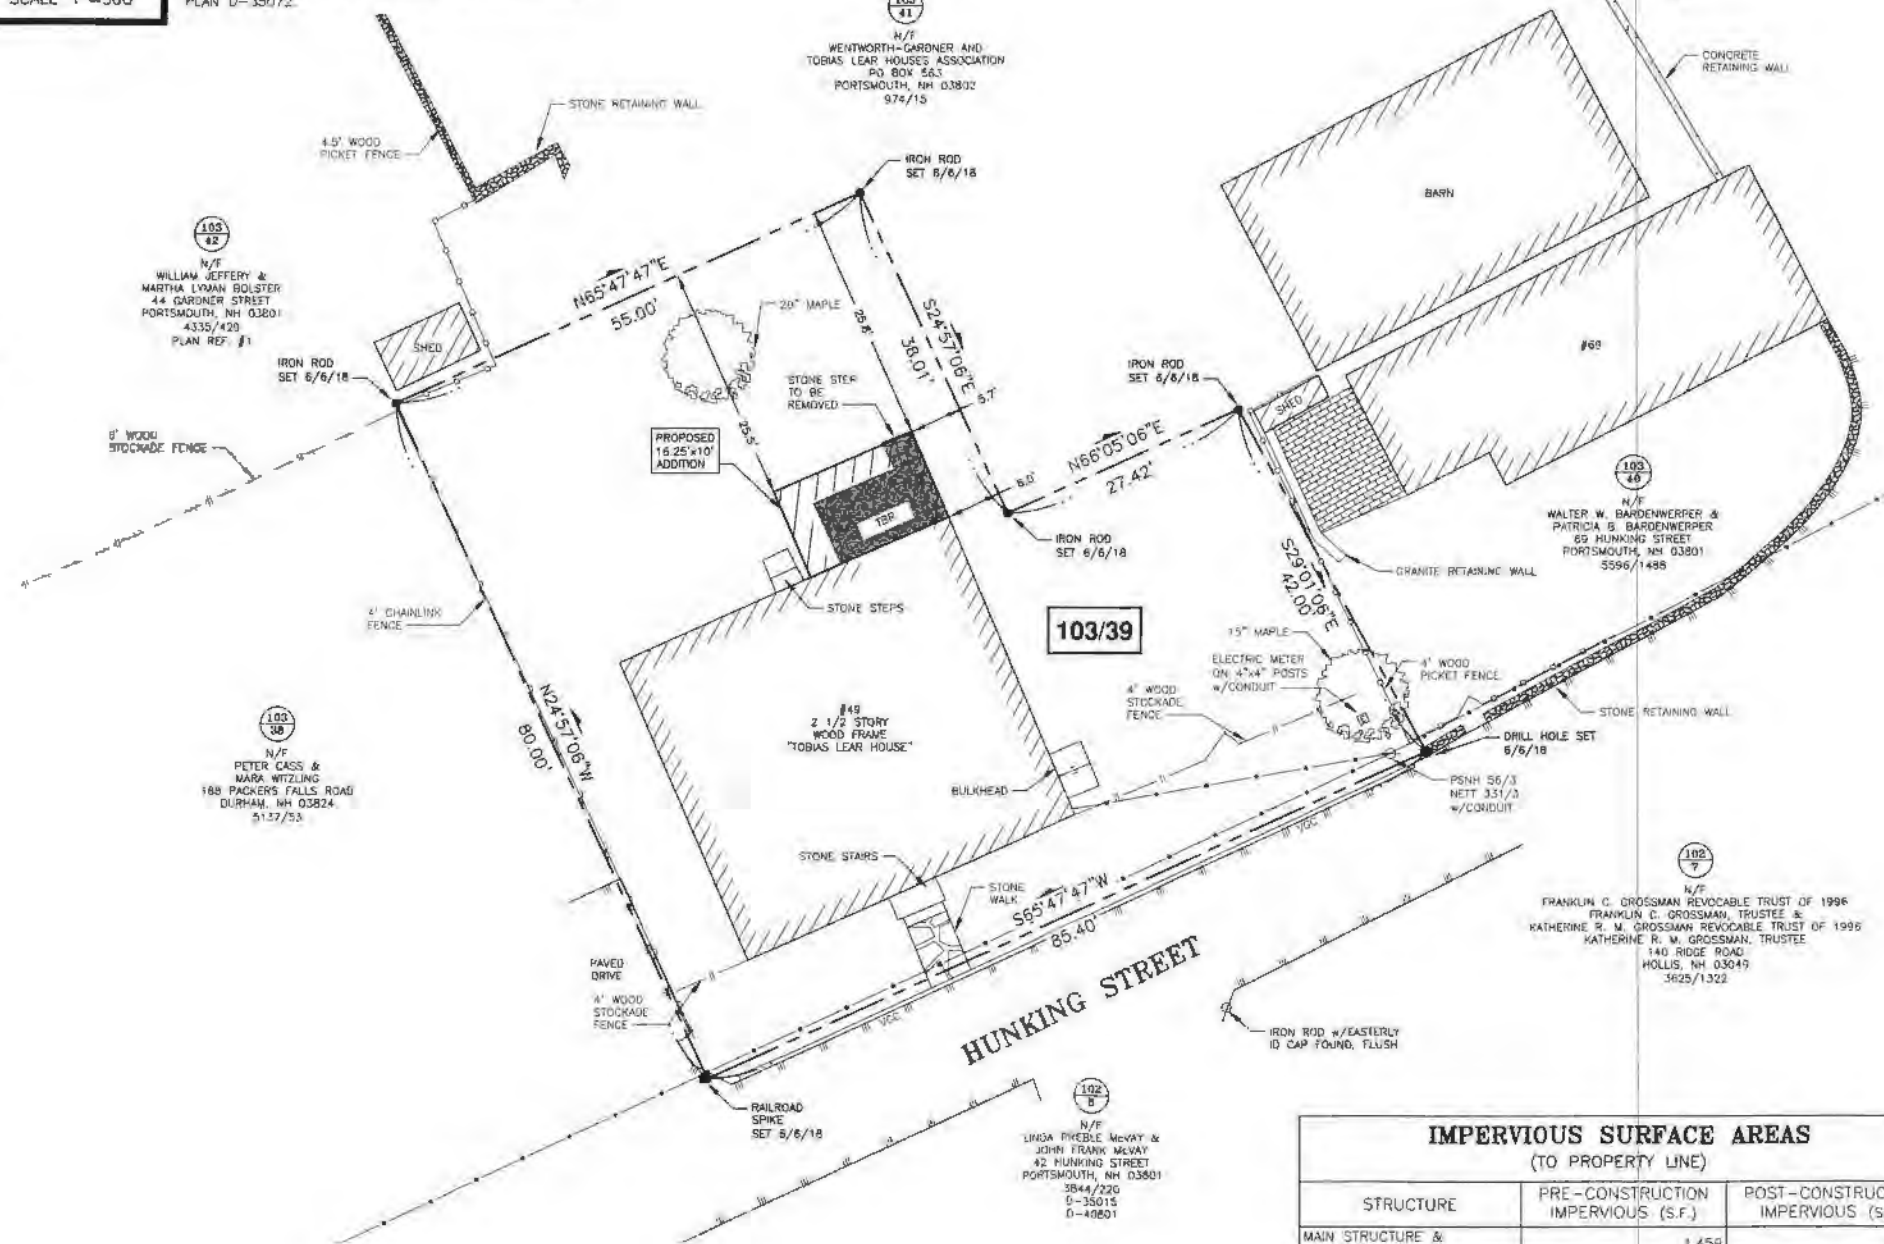 PLAN D-35072.
103
41
N/F
WENTWORTH-GARDNER AND
TOBIAS LEAR HOUSES ASSOCIATION
PO BOX 563
PORTSMOUTH, NH 03802
974/15
CONCRETE
RETAINING WALL
STONE RETAINING WALL
4.5' WOOD
PICKET FENCE
IRON ROD
SET 6/6/18
BARN
103
42
N/F
WILLIAM JEFFERY &
MARTHA LYMAN BOLSTER
44 GARDNER STREET
PORTSMOUTH, NH 03801
4335/420
PLAN REF. #1
SHED
N65°47'47"E
55.00'
20" MAPLE
25.8'
S24°57'06"E
38.01'
#69
IRON ROD
SET 6/6/18
IRON ROD
SET 6/6/18
STONE STEP
TO BE
REMOVED
5.7'
SHED
6' WOOD
STOCKADE FENCE
PROPOSED
16.25'x10'
ADDITION
25.5'
N66°05'06"E
27.42'
6.0'
TBR
103
40
N/F
WALTER W. BARDENWERPER &
PATRICIA B. BARDENWERPER
69 HUNKING STREET
PORTSMOUTH, NH 03801
5596/1488
IRON ROD
SET 6/6/18
GRANITE RETAINING WALL
S29°01'06"E
42.00'
4' CHAINLINK
FENCE
STONE STEPS
103/39
15" MAPLE
ELECTRIC METER
ON 4"x4" POSTS
w/CONDUIT
4' WOOD
PICKET FENCE
4' WOOD
STOCKADE
FENCE
STONE RETAINING WALL
N24°57'06"W
80.00'
#49
2 1/2 STORY
WOOD FRAME
"TOBIAS LEAR HOUSE"
103
38
N/F
PETER CASS &
MARA WITZLING
188 PACKERS FALLS ROAD
DURHAM, NH 03824
5137/53
DRILL HOLE SET
6/6/18
BULKHEAD
PSNH 56/3
NETT 331/3
w/CONDUIT
VGC
STONE STAIRS
STONE
WALK
S65°47'47"W
85.40'
102
7
N/F
FRANKLIN C. GROSSMAN REVOCABLE TRUST OF 1996
FRANKLIN C. GROSSMAN, TRUSTEE &
KATHERINE R. M. GROSSMAN REVOCABLE TRUST OF 1996
KATHERINE R. M. GROSSMAN, TRUSTEE
140 RIDGE ROAD
HOLLIS, NH 03049
3625/1322
PAVED
DRIVE
4' WOOD
STOCKADE
FENCE
VGC
HUNKING STREET
IRON ROD w/EASTERLY
ID CAP FOUND, FLUSH
RAILROAD
SPIKE
SET 6/6/18
102
8
N/F
LINDA PREBLE McVAY &
JOHN FRANK McVAY
42 HUNKING STREET
PORTSMOUTH, NH 03801
3844/220
D-35015
D-40801
IMPERVIOUS SURFACE AREAS
(TO PROPERTY LINE)
STRUCTURE
PRE-CONSTRUCTION
IMPERVIOUS (S.F.)
POST-CONSTRUC
IMPERVIOUS (S
MAIN STRUCTURE &